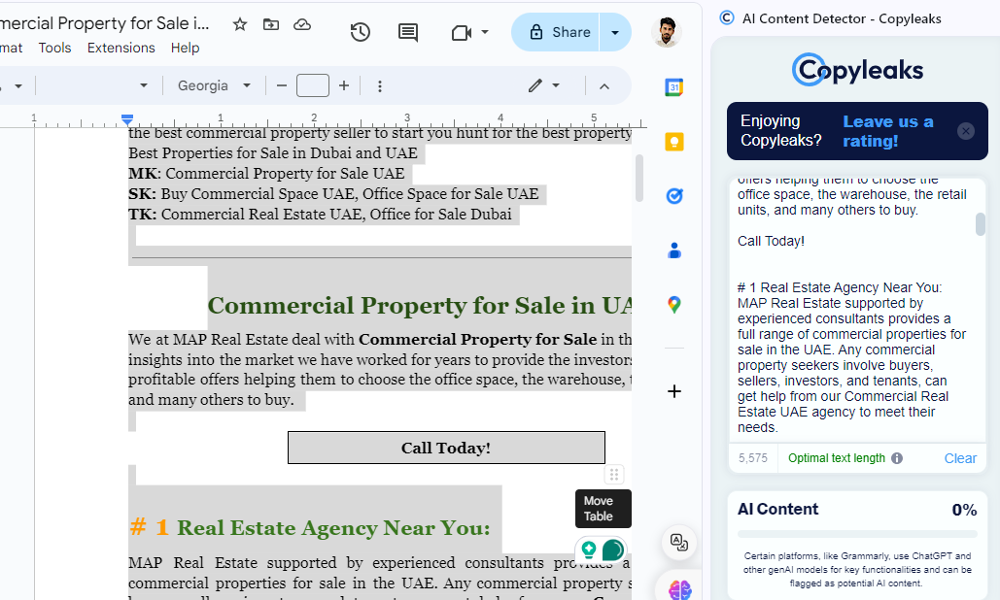 mercial Property for Sale i...
mat Tools Extensions Help
Share
Georgia
1 1 2 3 4 5
the best commercial property seller to start you hunt for the best property
Best Properties for Sale in Dubai and UAE
MK: Commercial Property for Sale UAE
SK: Buy Commercial Space UAE, Office Space for Sale UAE
TK: Commercial Real Estate UAE, Office for Sale Dubai
Commercial Property for Sale in UA
We at MAP Real Estate deal with Commercial Property for Sale in th
insights into the market we have worked for years to provide the investors
profitable offers helping them to choose the office space, the warehouse,
and many others to buy.
Call Today!
Move
Table
# 1 Real Estate Agency Near You:
MAP Real Estate supported by experienced consultants provides a
commercial properties for sale in the UAE. Any commercial property s
31
AI Content Detector - Copyleaks
Copyleaks
Enjoying
Copyleaks?
Leave us a
rating!
offers helping them to choose the
office space, the warehouse, the retail
units, and many others to buy.
Call Today!
# 1 Real Estate Agency Near You:
MAP Real Estate supported by
experienced consultants provides a
full range of commercial properties for
sale in the UAE. Any commercial
property seekers involve buyers,
sellers, investors, and tenants, can
get help from our Commercial Real
Estate UAE agency to meet their
needs.
5,575 Optimal text length Clear
AI Content 0%
Certain platforms, like Grammarly, use ChatGPT and
other genAI models for key functionalities and can be
flagged as potential AI content.